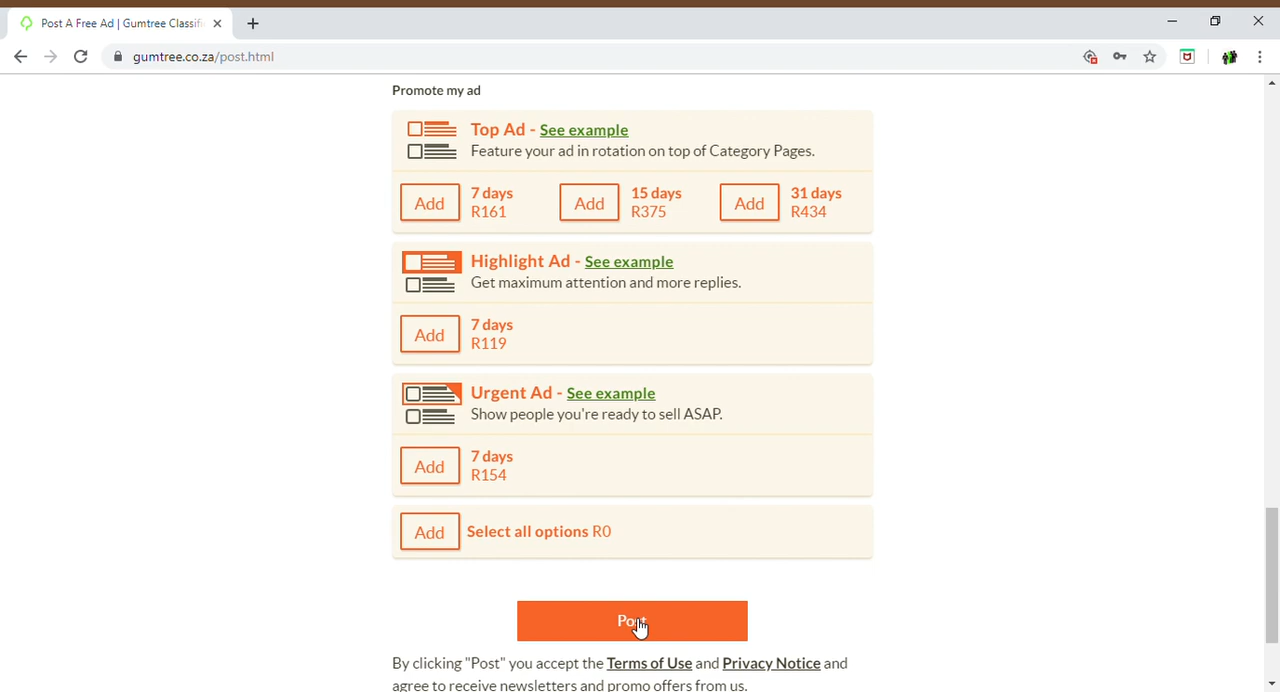 Post A Free Ad | Gumtree Classifi
gumtree.co.za/post.html
Promote my ad
Top Ad - See example
Feature your ad in rotation on top of Category Pages.
Add 7 days R161 Add 15 days R375 Add 31 days R434
Highlight Ad - See example
Get maximum attention and more replies.
Add 7 days R119
Urgent Ad - See example
Show people you're ready to sell ASAP.
Add 7 days R154
Add Select all options R0
Post
By clicking "Post" you accept the Terms of Use and Privacy Notice and
agree to receive newsletters and promo offers from us.